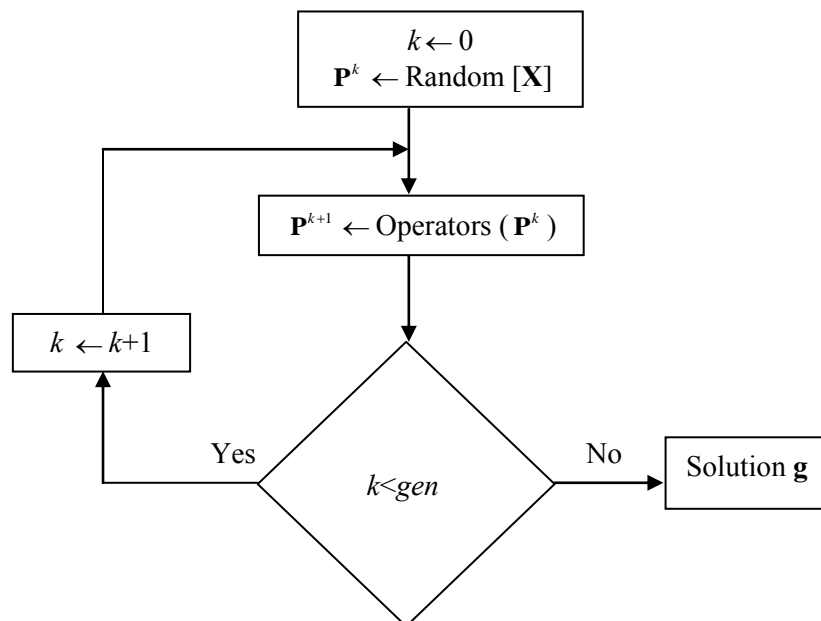 k ← 0
P^k ← Random [X]
P^{k+1} ← Operators ( P^k )
k ← k+1
Yes
No
Solution g
k<gen